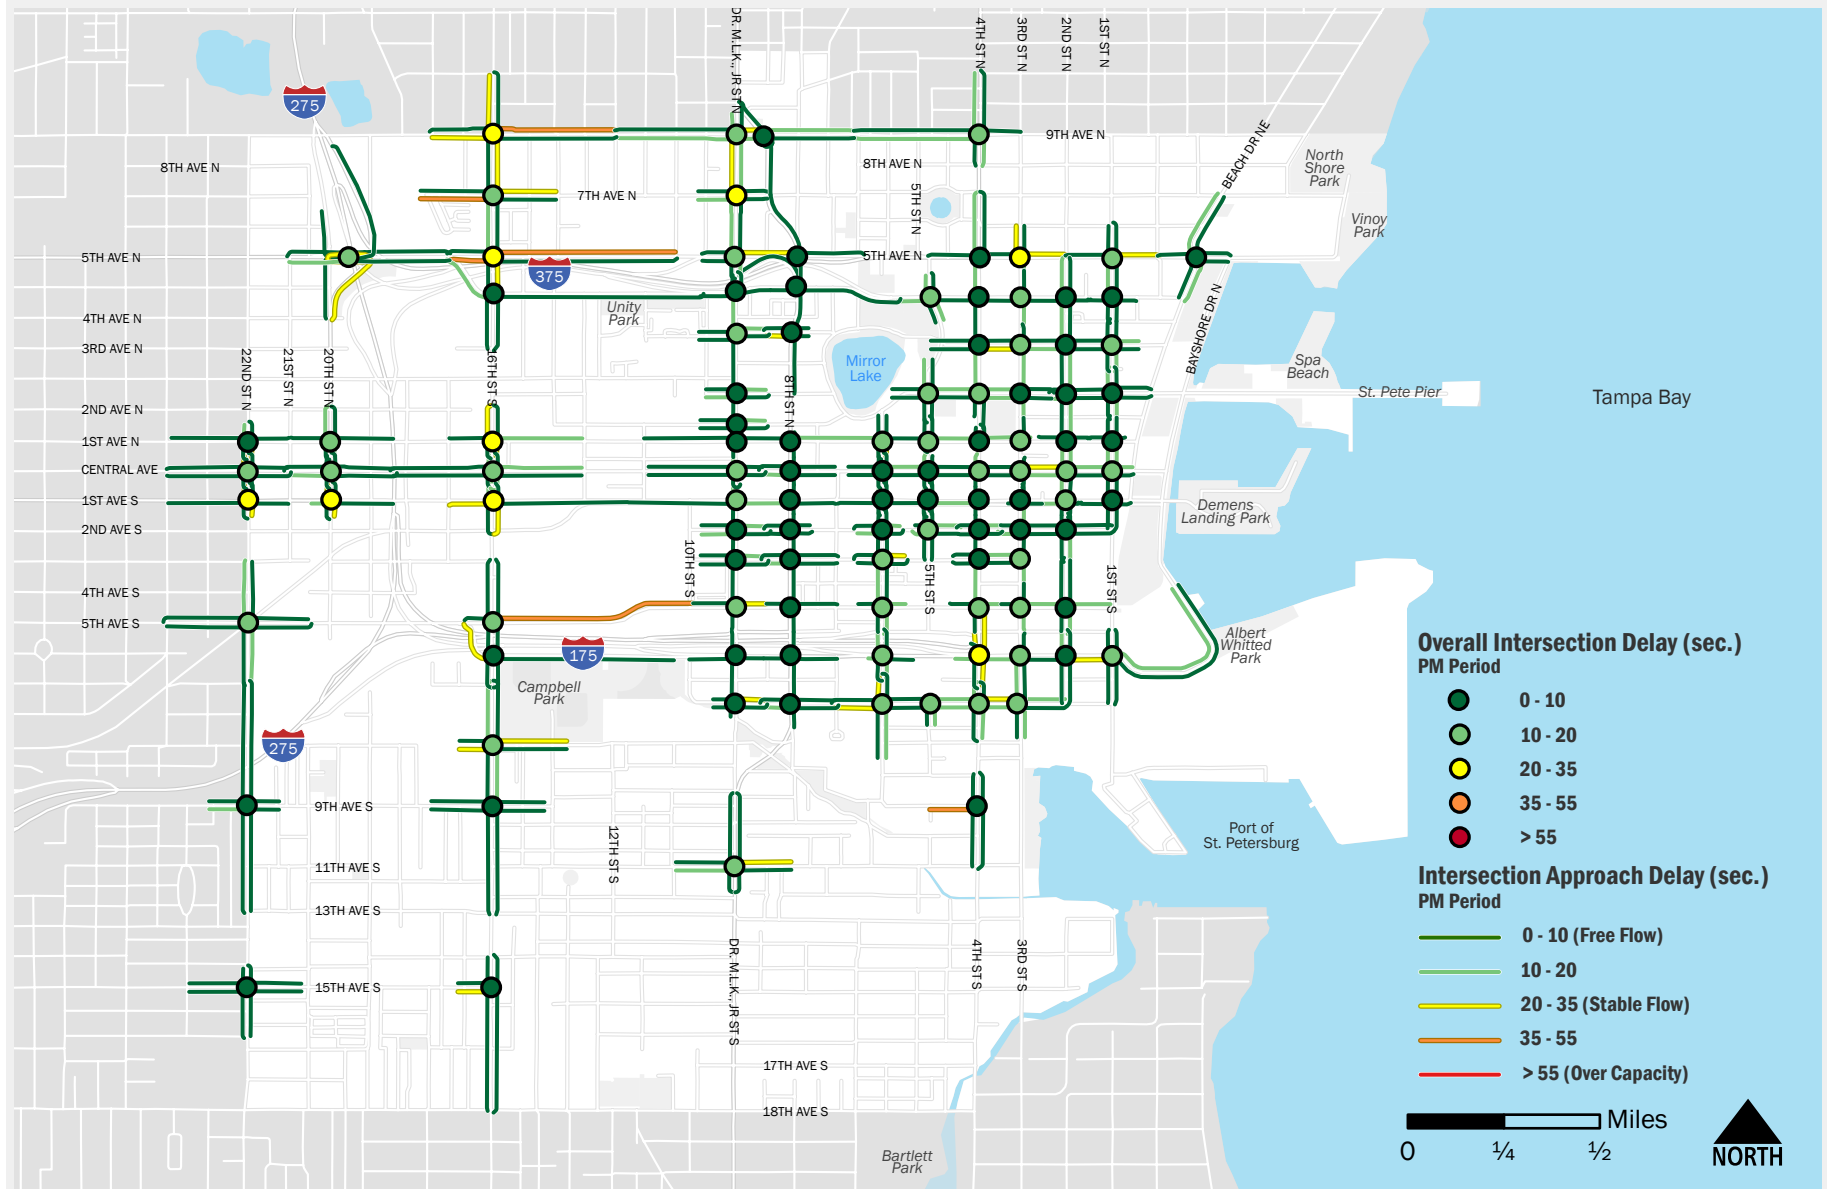 DR. M.L.K., JR ST N
4TH ST N
3RD ST N
2ND ST N
1ST ST N
275
9TH AVE N
BEACH DR NE
8TH AVE N
8TH AVE N
North
Shore
Park
5TH ST N
7TH AVE N
Vinoy
Park
5TH AVE N
5TH AVE N
375
Unity
Park
BAYSHORE DR N
4TH AVE N
3RD AVE N
22ND ST N
21ST ST N
20TH ST N
16TH ST S
Mirror
Lake
8TH ST N
Spa
Beach
St. Pete Pier
Tampa Bay
2ND AVE N
1ST AVE N
CENTRAL AVE
1ST AVE S
Demens
Landing Park
2ND AVE S
10TH ST S
5TH ST S
1ST ST S
4TH AVE S
5TH AVE S
175
Albert
Whitted
Park
Campbell
Park
275
9TH AVE S
12TH ST S
Port of
St. Petersburg
11TH AVE S
13TH AVE S
DR. M.L.K., JR ST S
4TH ST S
3RD ST S
15TH AVE S
17TH AVE S
18TH AVE S
Bartlett
Park
Overall Intersection Delay (sec.)
PM Period
0 - 10
10 - 20
20 - 35
35 - 55
> 55
Intersection Approach Delay (sec.)
PM Period
0 - 10 (Free Flow)
10 - 20
20 - 35 (Stable Flow)
35 - 55
> 55 (Over Capacity)
Miles
0 ¼ ½
NORTH